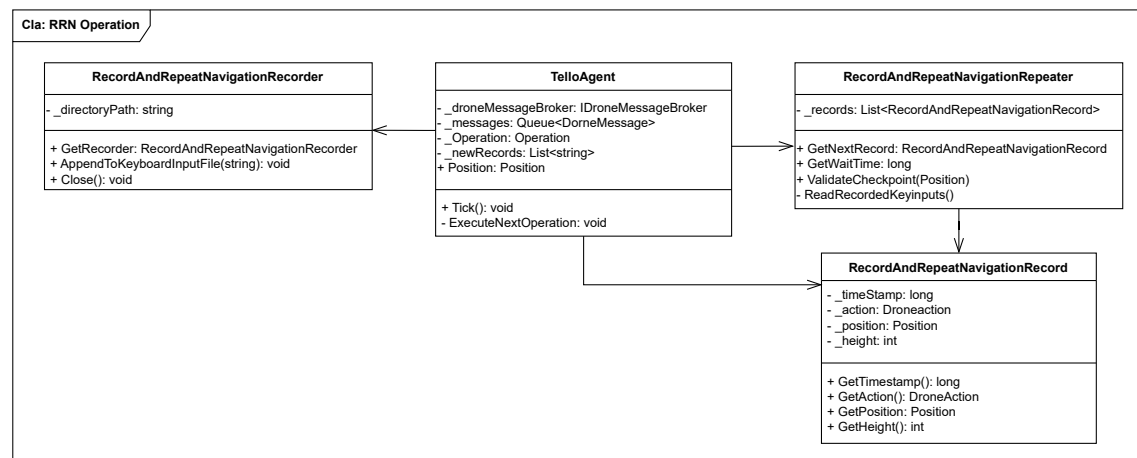 Cla: RRN Operation
RecordAndRepeatNavigationRecorder
- _directoryPath: string
+ GetRecorder: RecordAndRepeatNavigationRecorder
+ AppendToKeyboardInputFile(string): void
+ Close(): void
TelloAgent
- _droneMessageBroker: IDroneMessageBroker
- _messages: Queue<DorneMessage>
- _Operation: Operation
- _newRecords: List<string>
+ Position: Position
+ Tick(): void
- ExecuteNextOperation: void
RecordAndRepeatNavigationRepeater
- _records: List<RecordAndRepeatNavigationRecord>
+ GetNextRecord: RecordAndRepeatNavigationRecord
+ GetWaitTime: long
+ ValidateCheckpoint(Position)
- ReadRecordedKeyinputs()
RecordAndRepeatNavigationRecord
- _timeStamp: long
- _action: Droneaction
- _position: Position
- _height: int
+ GetTimestamp(): long
+ GetAction(): DroneAction
+ GetPosition: Position
+ GetHeight(): int